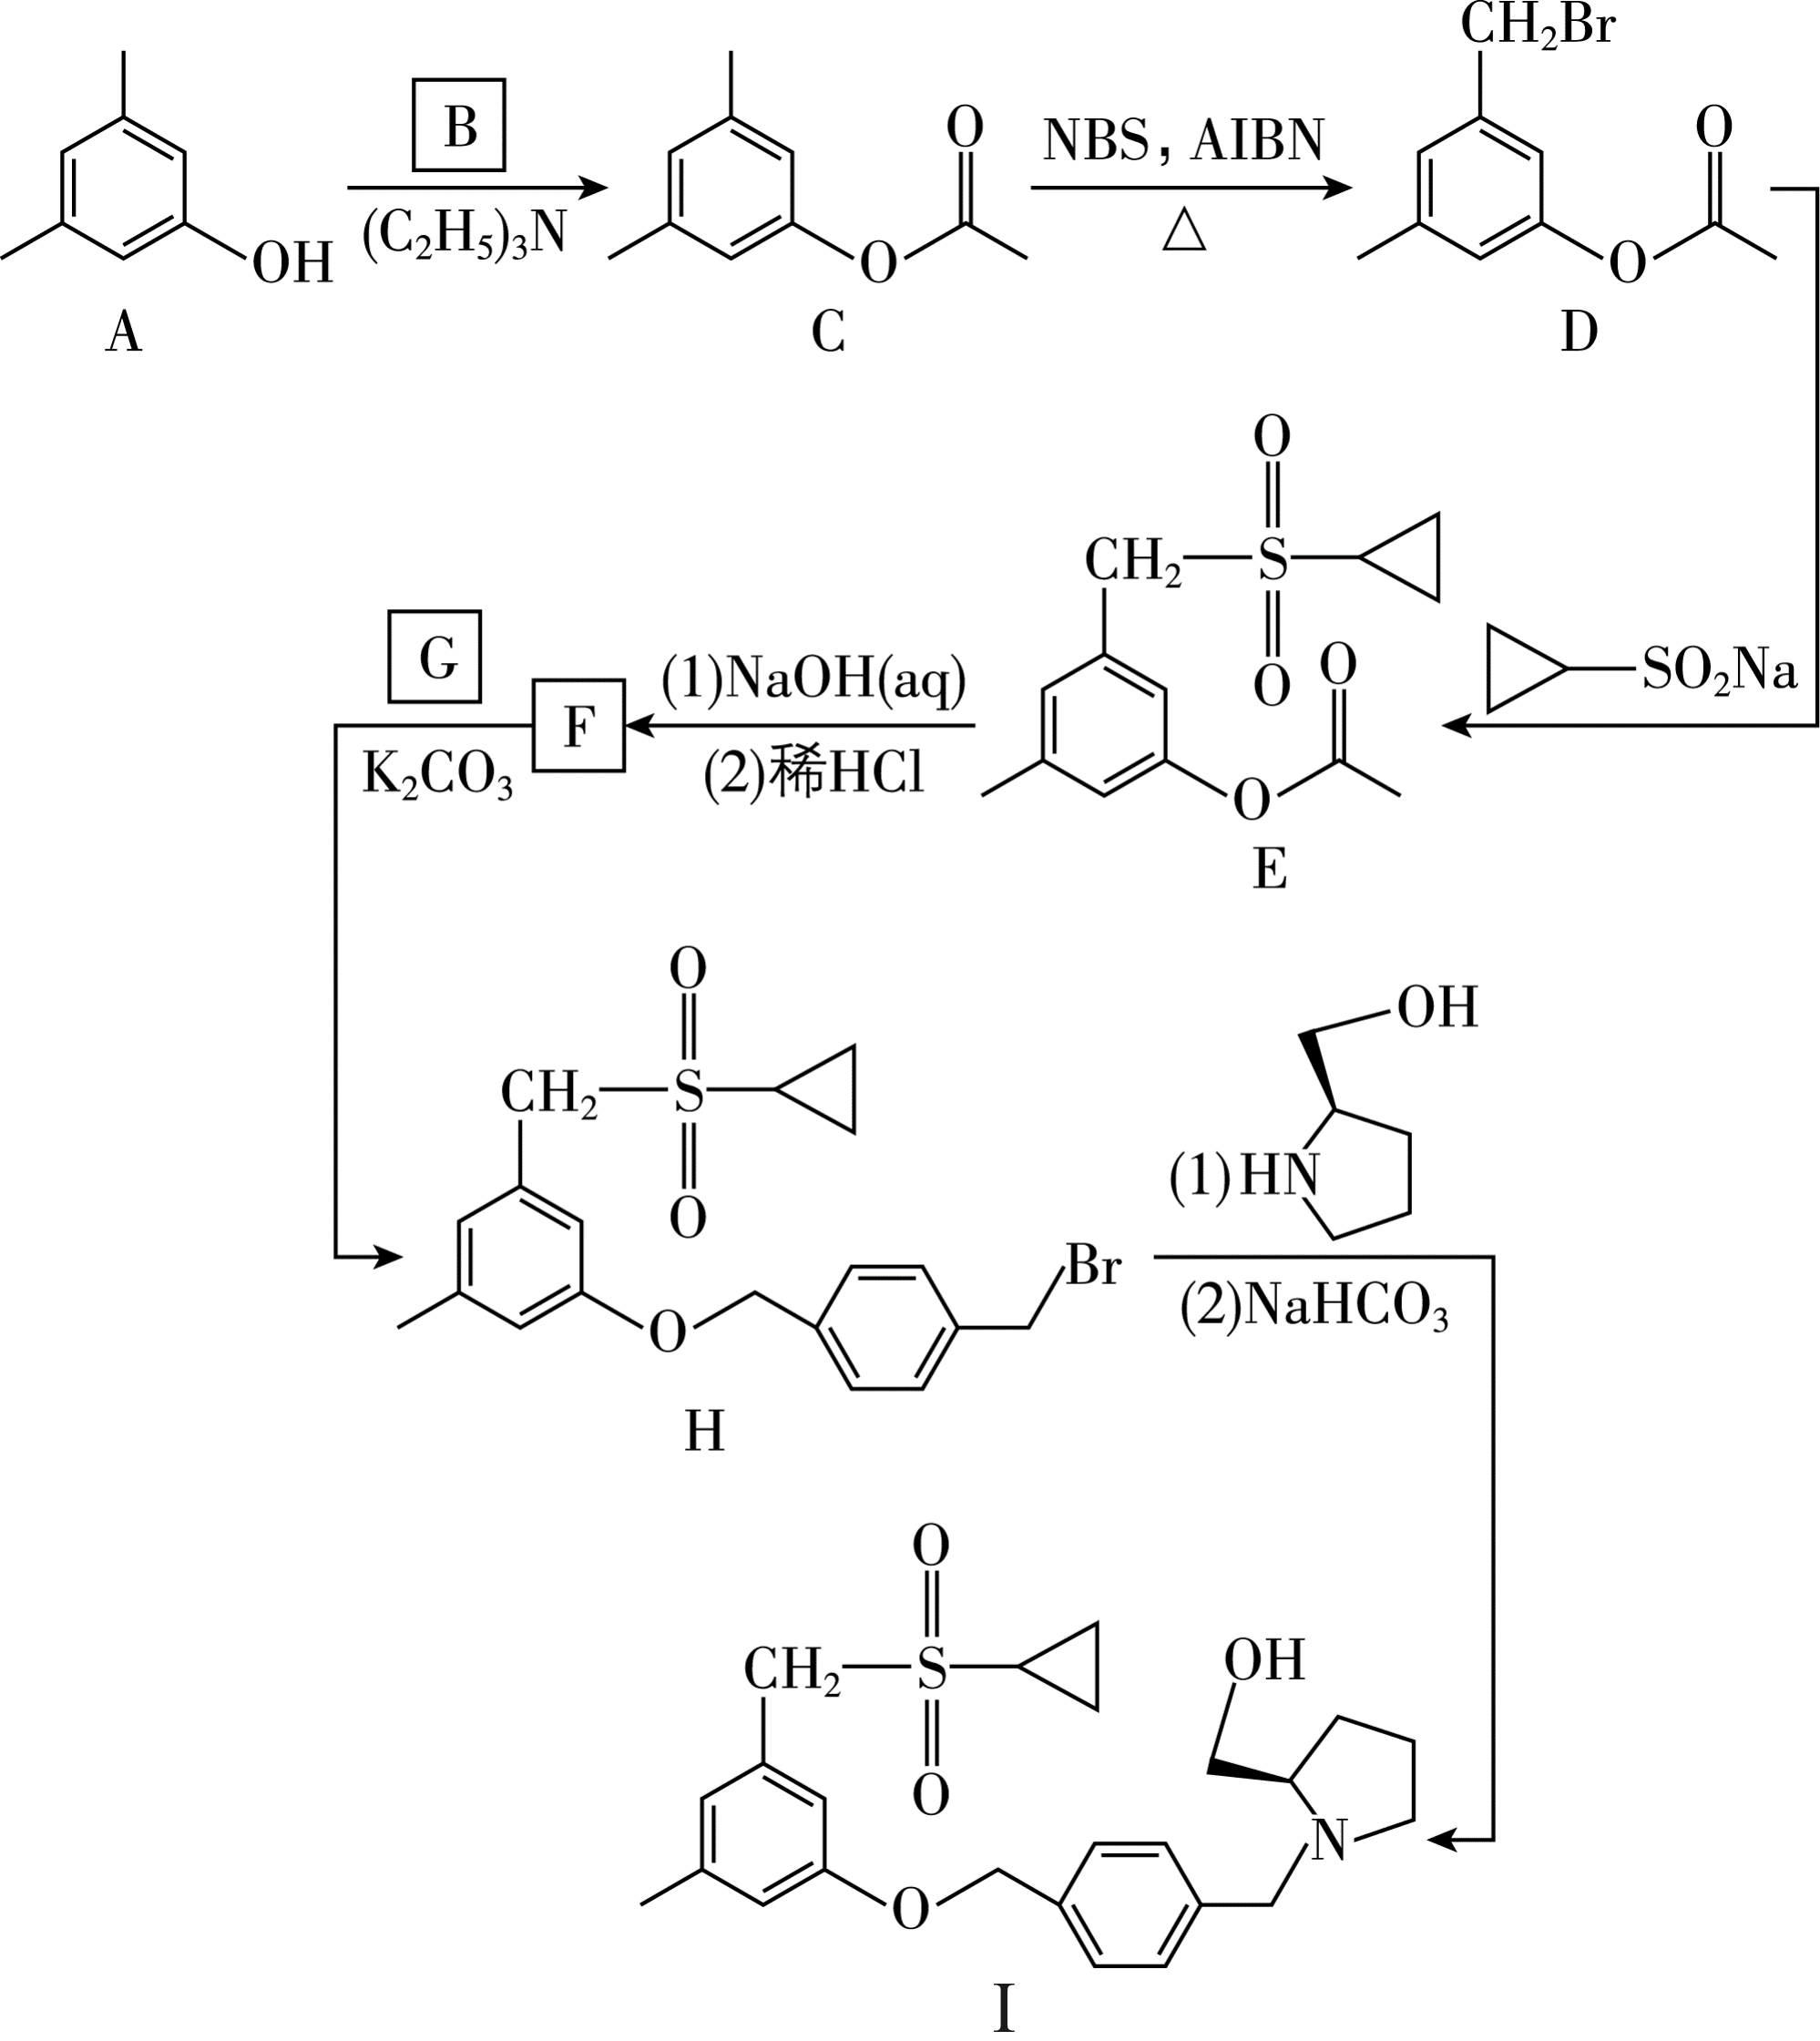 CH₂Br
B
O
NBS, AIBN
O
(C₂H₅)₃N
△
OH
O
O
A
C
D
O
CH₂
S
G
(1)NaOH(aq)
O
O
SO₂Na
F
K₂CO₃
(2)稀HCl
O
E
O
OH
CH₂
S
(1)HN
O
Br
(2)NaHCO₃
O
H
O
OH
CH₂
S
O
N
O
I